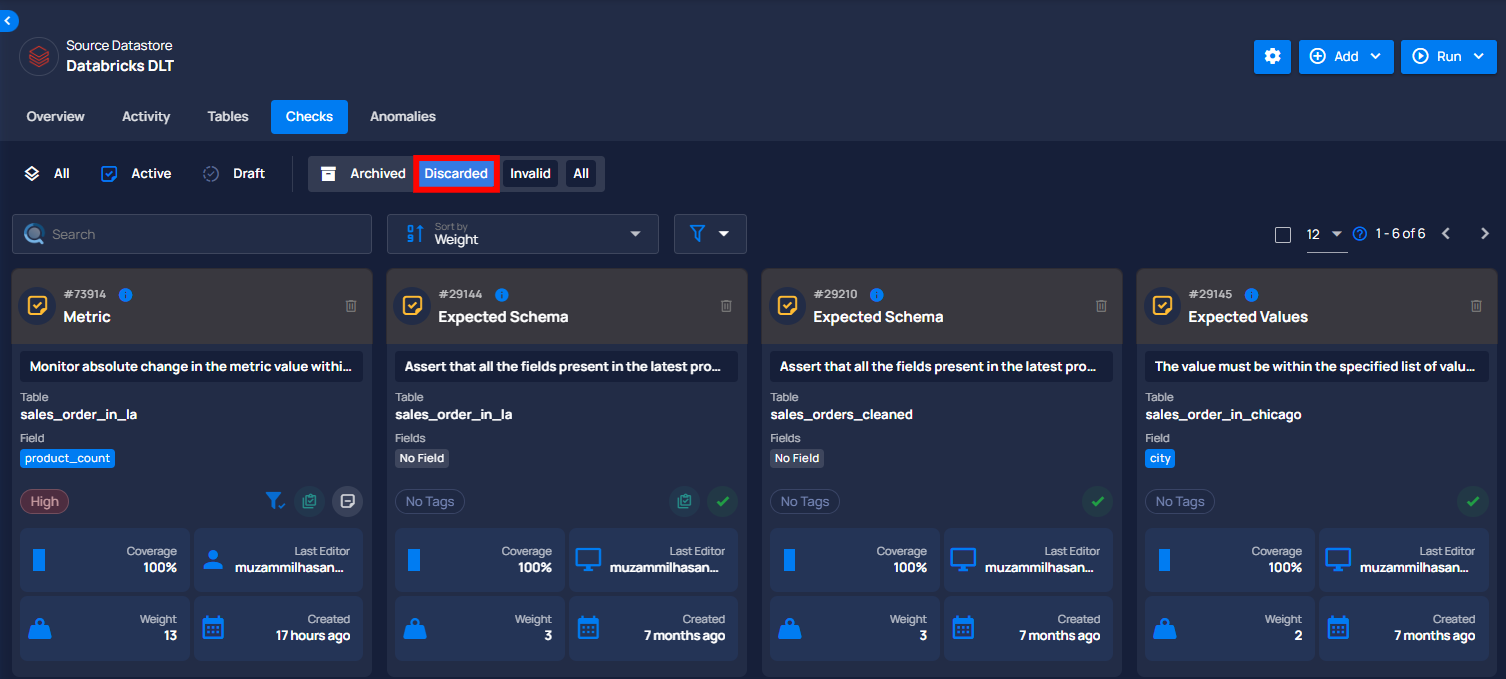 Source Datastore
Databricks DLT
Add
Run
Overview Activity Tables Checks Anomalies
All Active Draft Archived Discarded Invalid All
Search
Sort by
Weight
12 1 - 6 of 6
#73914
Metric
Monitor absolute change in the metric value withi...
Table
sales_order_in_la
Field
product_count
High
Coverage
100%
Last Editor
muzammilhasan...
Weight
13
Created
17 hours ago
#29144
Expected Schema
Assert that all the fields present in the latest pro...
Table
sales_order_in_la
Fields
No Field
No Tags
Coverage
100%
Last Editor
muzammilhasan...
Weight
3
Created
7 months ago
#29210
Expected Schema
Assert that all the fields present in the latest pro...
Table
sales_orders_cleaned
Fields
No Field
No Tags
Coverage
100%
Last Editor
muzammilhasan...
Weight
3
Created
7 months ago
#29145
Expected Values
The value must be within the specified list of valu...
Table
sales_order_in_chicago
Field
city
No Tags
Coverage
100%
Last Editor
muzammilhasan...
Weight
2
Created
7 months ago